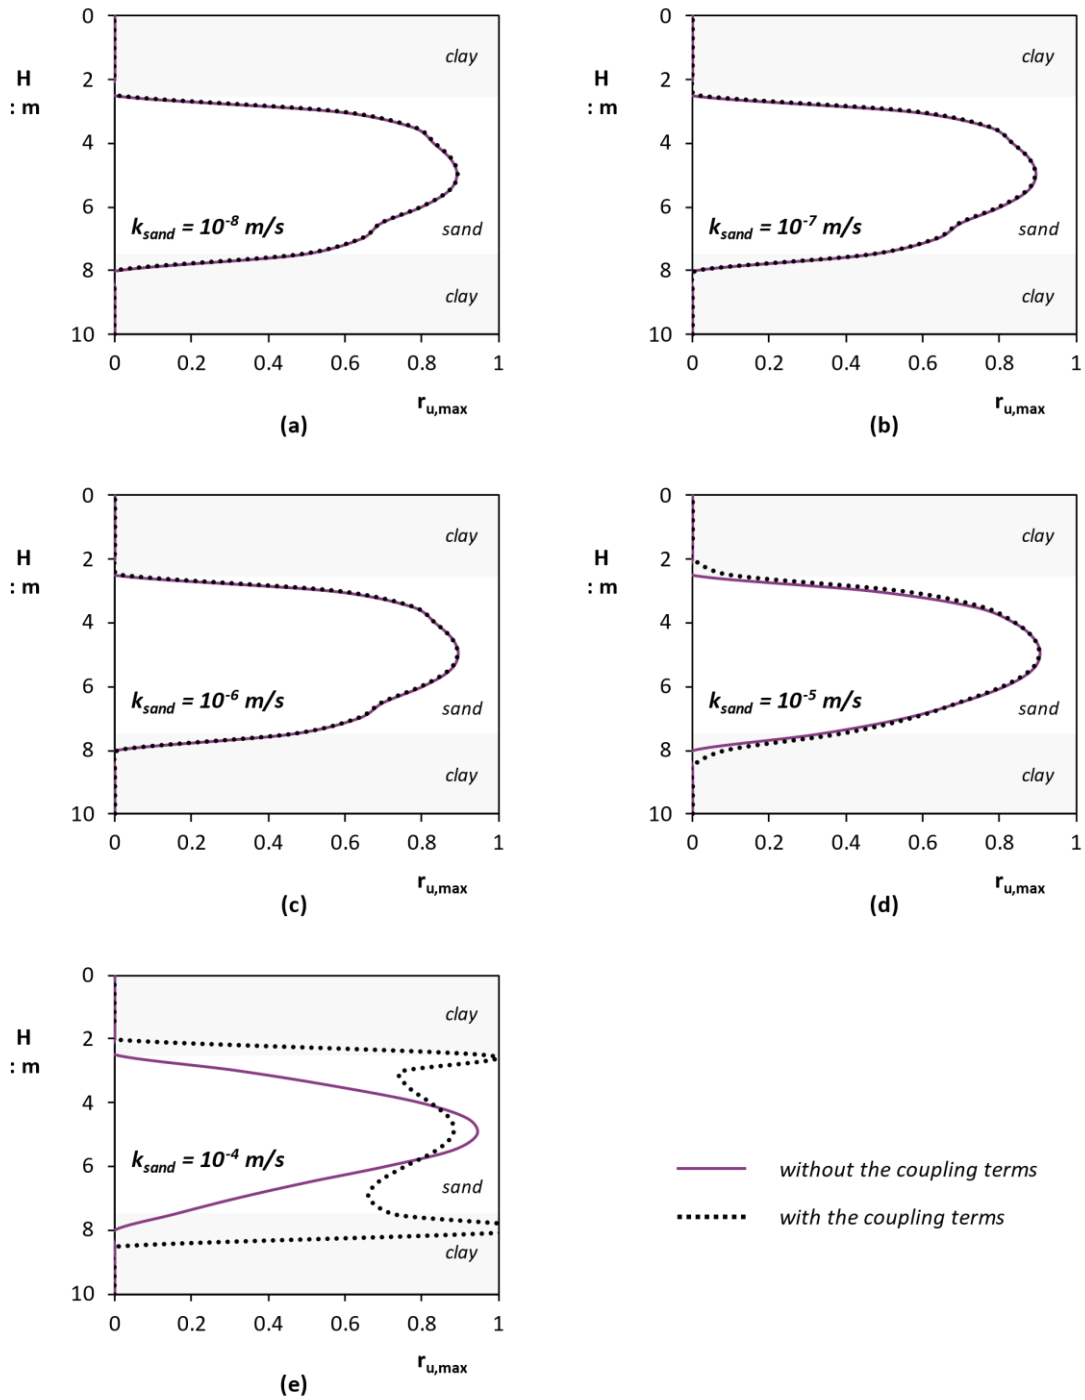 0
2
4
6
8
10
H
: m
clay
sand
clay
k_sand = 10^-8 m/s
0 0.2 0.4 0.6 0.8 1
r_u,max
(a)
0
2
4
6
8
10
H
: m
clay
sand
clay
k_sand = 10^-7 m/s
0 0.2 0.4 0.6 0.8 1
r_u,max
(b)
0
2
4
6
8
10
H
: m
clay
sand
clay
k_sand = 10^-6 m/s
0 0.2 0.4 0.6 0.8 1
r_u,max
(c)
0
2
4
6
8
10
H
: m
clay
sand
clay
k_sand = 10^-5 m/s
0 0.2 0.4 0.6 0.8 1
r_u,max
(d)
0
2
4
6
8
10
H
: m
clay
sand
clay
k_sand = 10^-4 m/s
0 0.2 0.4 0.6 0.8 1
r_u,max
(e)
without the coupling terms
with the coupling terms